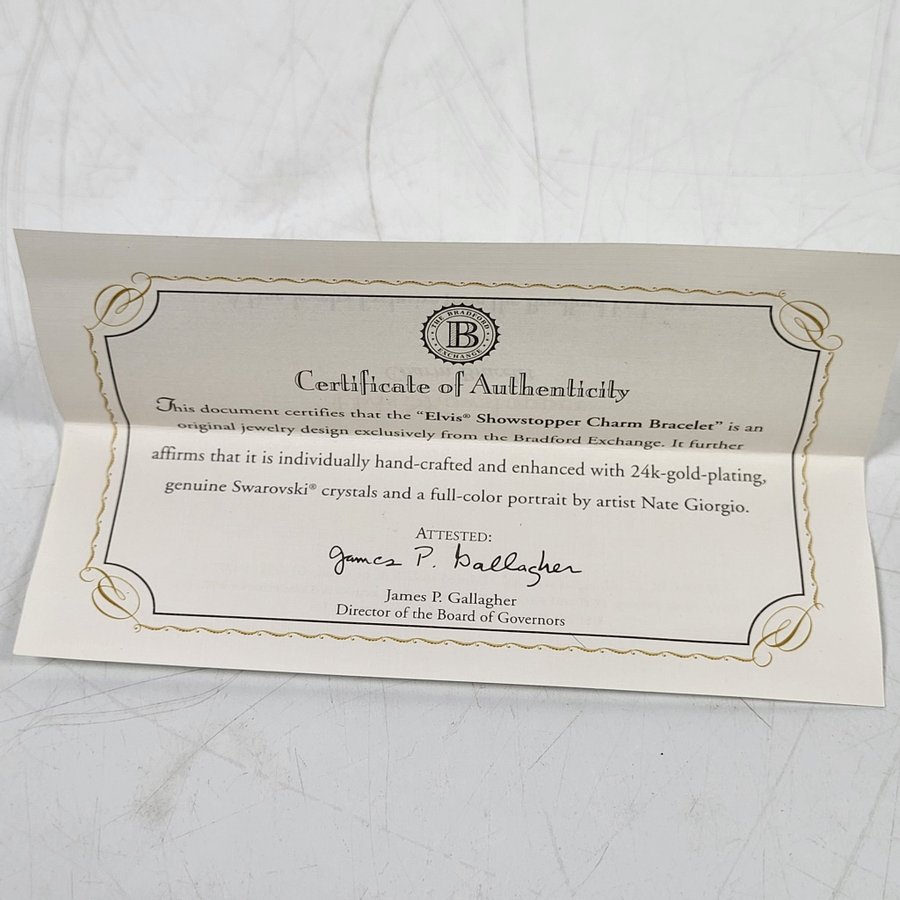 THE BRADFORD
B
EXCHANGE
Certificate of Authenticity
This document certifies that the “Elvis® Showstopper Charm Bracelet” is an
original jewelry design exclusively from the Bradford Exchange. It further
affirms that it is individually hand-crafted and enhanced with 24k-gold-plating,
genuine Swarovski® crystals and a full-color portrait by artist Nate Giorgio.
ATTESTED:
James P. Gallagher
James P. Gallagher
Director of the Board of Governors